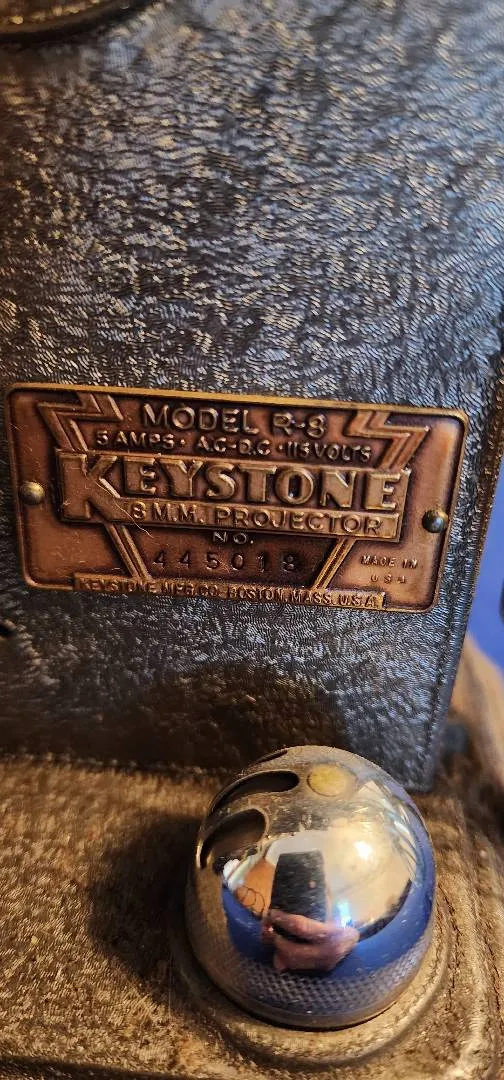 MODEL R-8
5 AMPS · A.C-D.C · 115 VOLTS
KEYSTONE
8 M.M. PROJECTOR
NO.
445018
MADE IN
U S A
KEYSTONE MFG. CO. BOSTON, MASS. U.S.A.